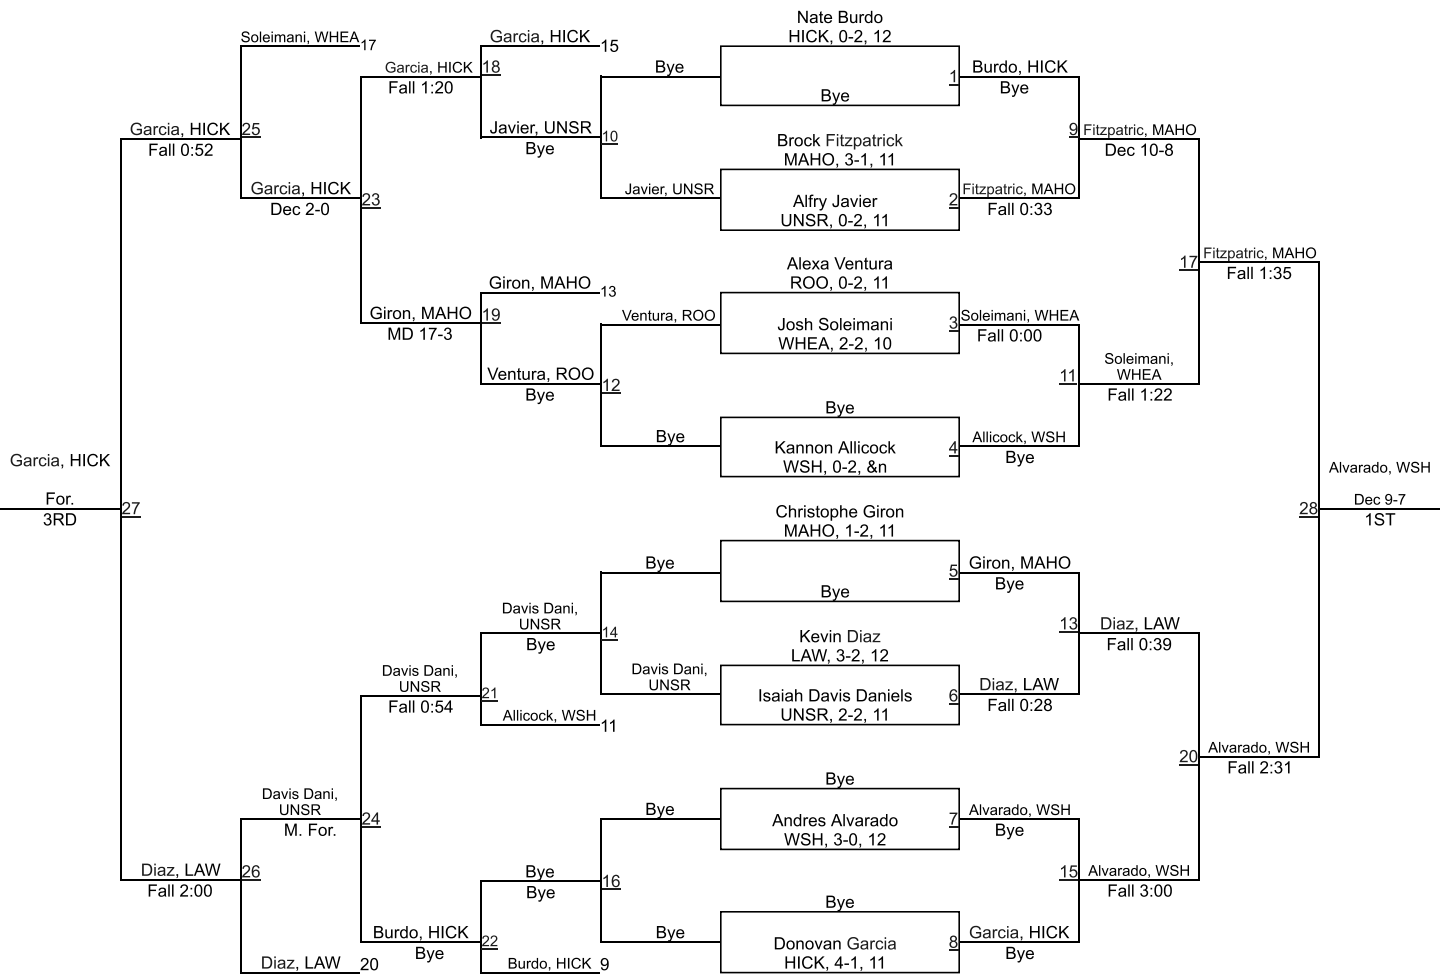 Nate Burdo
HICK, 0-2, 12
Soleimani, WHEA
17
Garcia, HICK
15
Garcia, HICK
18
Fall 1:20
Bye
1
Burdo, HICK
Bye
Bye
Garcia, HICK
25
Fall 0:52
Javier, UNSR
10
Bye
Brock Fitzpatrick
MAHO, 3-1, 11
9
Fitzpatric, MAHO
Dec 10-8
Garcia, HICK
23
Dec 2-0
Javier, UNSR
Alfry Javier
UNSR, 0-2, 11
2
Fitzpatric, MAHO
Fall 0:33
Alexa Ventura
ROO, 0-2, 11
17
Fitzpatric, MAHO
Fall 1:35
Giron, MAHO
13
Giron, MAHO
19
MD 17-3
Ventura, ROO
Josh Soleimani
WHEA, 2-2, 10
3
Soleimani, WHEA
Fall 0:00
Ventura, ROO
12
Bye
11
Soleimani,
WHEA
Fall 1:22
Bye
Bye
Kannon Allicock
WSH, 0-2, &n
4
Allicock, WSH
Bye
Garcia, HICK
For.
27
3RD
Alvarado, WSH
28
Dec 9-7
1ST
Christophe Giron
MAHO, 1-2, 11
Bye
5
Giron, MAHO
Bye
Bye
Davis Dani,
UNSR
14
Bye
Kevin Diaz
LAW, 3-2, 12
13
Diaz, LAW
Fall 0:39
Davis Dani,
UNSR
21
Fall 0:54
Davis Dani,
UNSR
Isaiah Davis Daniels
UNSR, 2-2, 11
6
Diaz, LAW
Fall 0:28
Allicock, WSH
11
20
Alvarado, WSH
Fall 2:31
Bye
Davis Dani,
UNSR
24
M. For.
Bye
Andres Alvarado
WSH, 3-0, 12
7
Alvarado, WSH
Bye
Diaz, LAW
26
Fall 2:00
Bye
16
Bye
15
Alvarado, WSH
Fall 3:00
Bye
Burdo, HICK
22
Bye
Bye
Donovan Garcia
HICK, 4-1, 11
8
Garcia, HICK
Bye
Diaz, LAW
20
Burdo, HICK
9